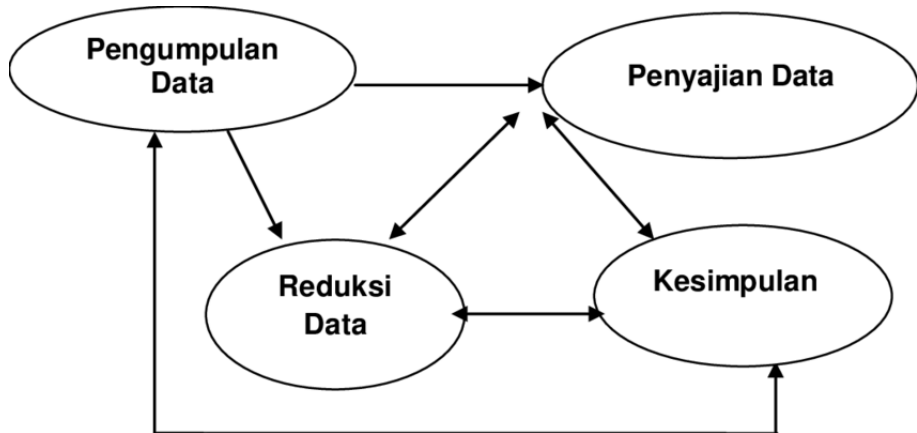 Pengumpulan
Data
Penyajian Data
Reduksi
Data
Kesimpulan